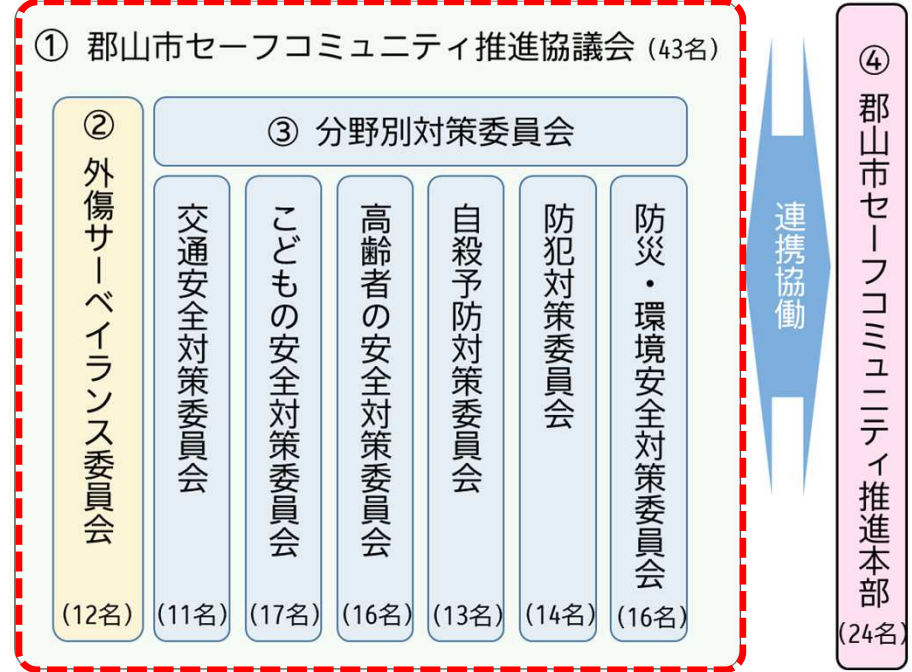 ① 郡山市セーフコミュニティ推進協議会（43名）
② 外傷サーベイランス委員会
(12名)
③ 分野別対策委員会
交通安全対策委員会
(11名)
こどもの安全対策委員会
(17名)
高齢者の安全対策委員会
(16名)
自殺予防対策委員会
(13名)
防犯対策委員会
(14名)
防災・環境安全対策委員会
(16名)
連携協働
④ 郡山市セーフコミュニティ推進本部
(24名)